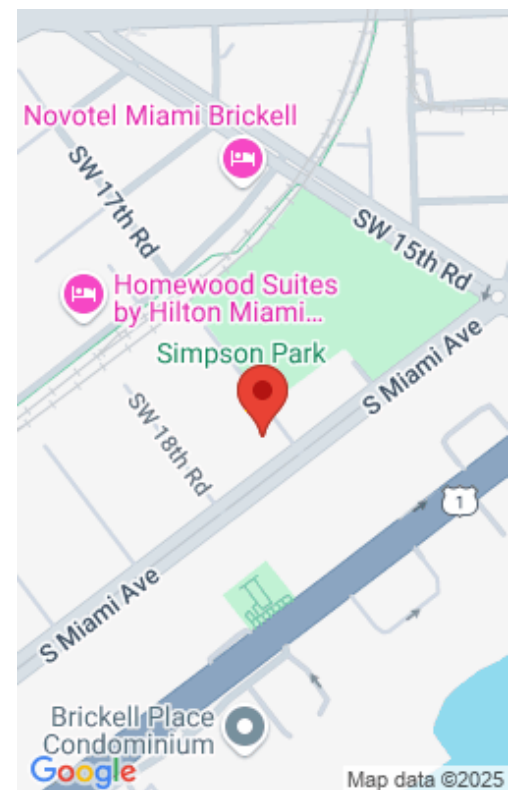 Novotel Miami Brickell
SW 17th Rd
SW 15th Rd
Homewood Suites
by Hilton Miami...
Simpson Park
S Miami Ave
SW 18th Rd
1
S Miami Ave
Brickell Place
Condominium
Google
Map data ©2025